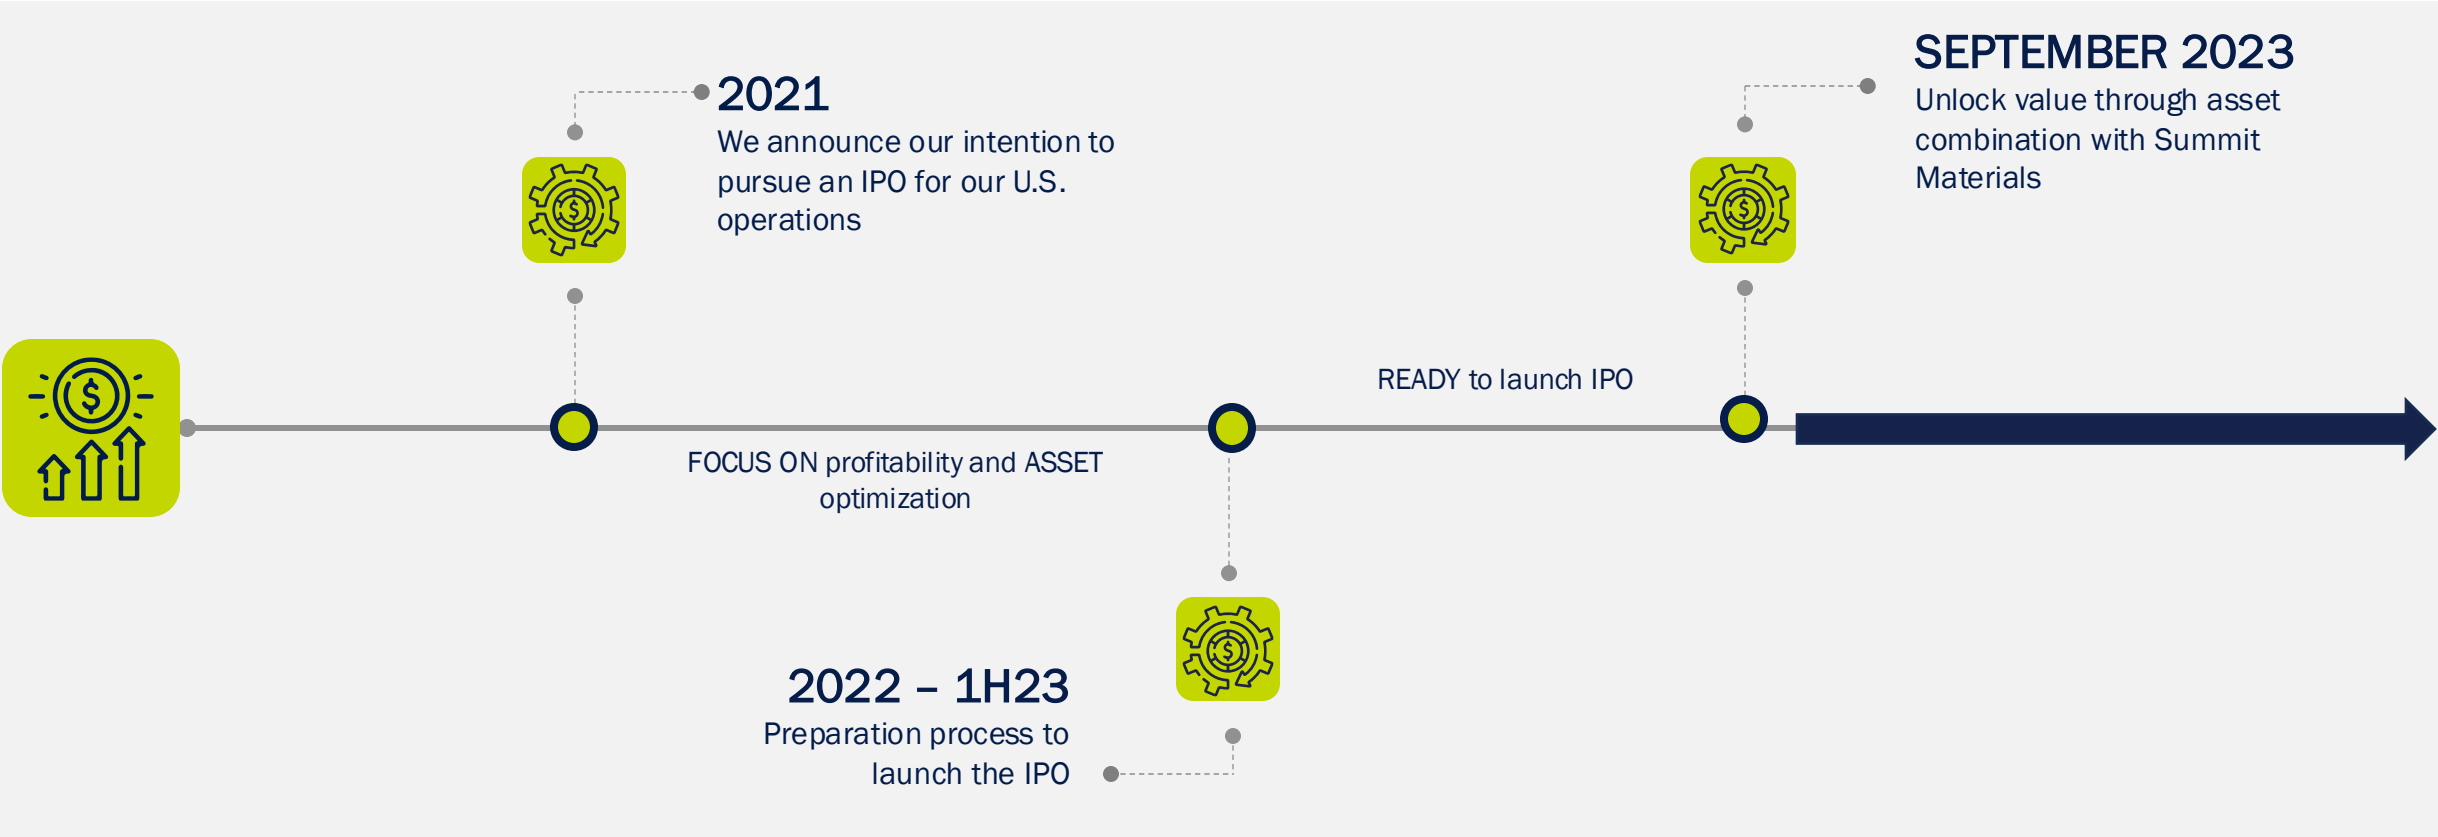 2021
We announce our intention to
pursue an IPO for our U.S.
operations
FOCUS ON profitability and ASSET
optimization
2022 – 1H23
Preparation process to
launch the IPO
READY to launch IPO
SEPTEMBER 2023
Unlock value through asset
combination with Summit
Materials